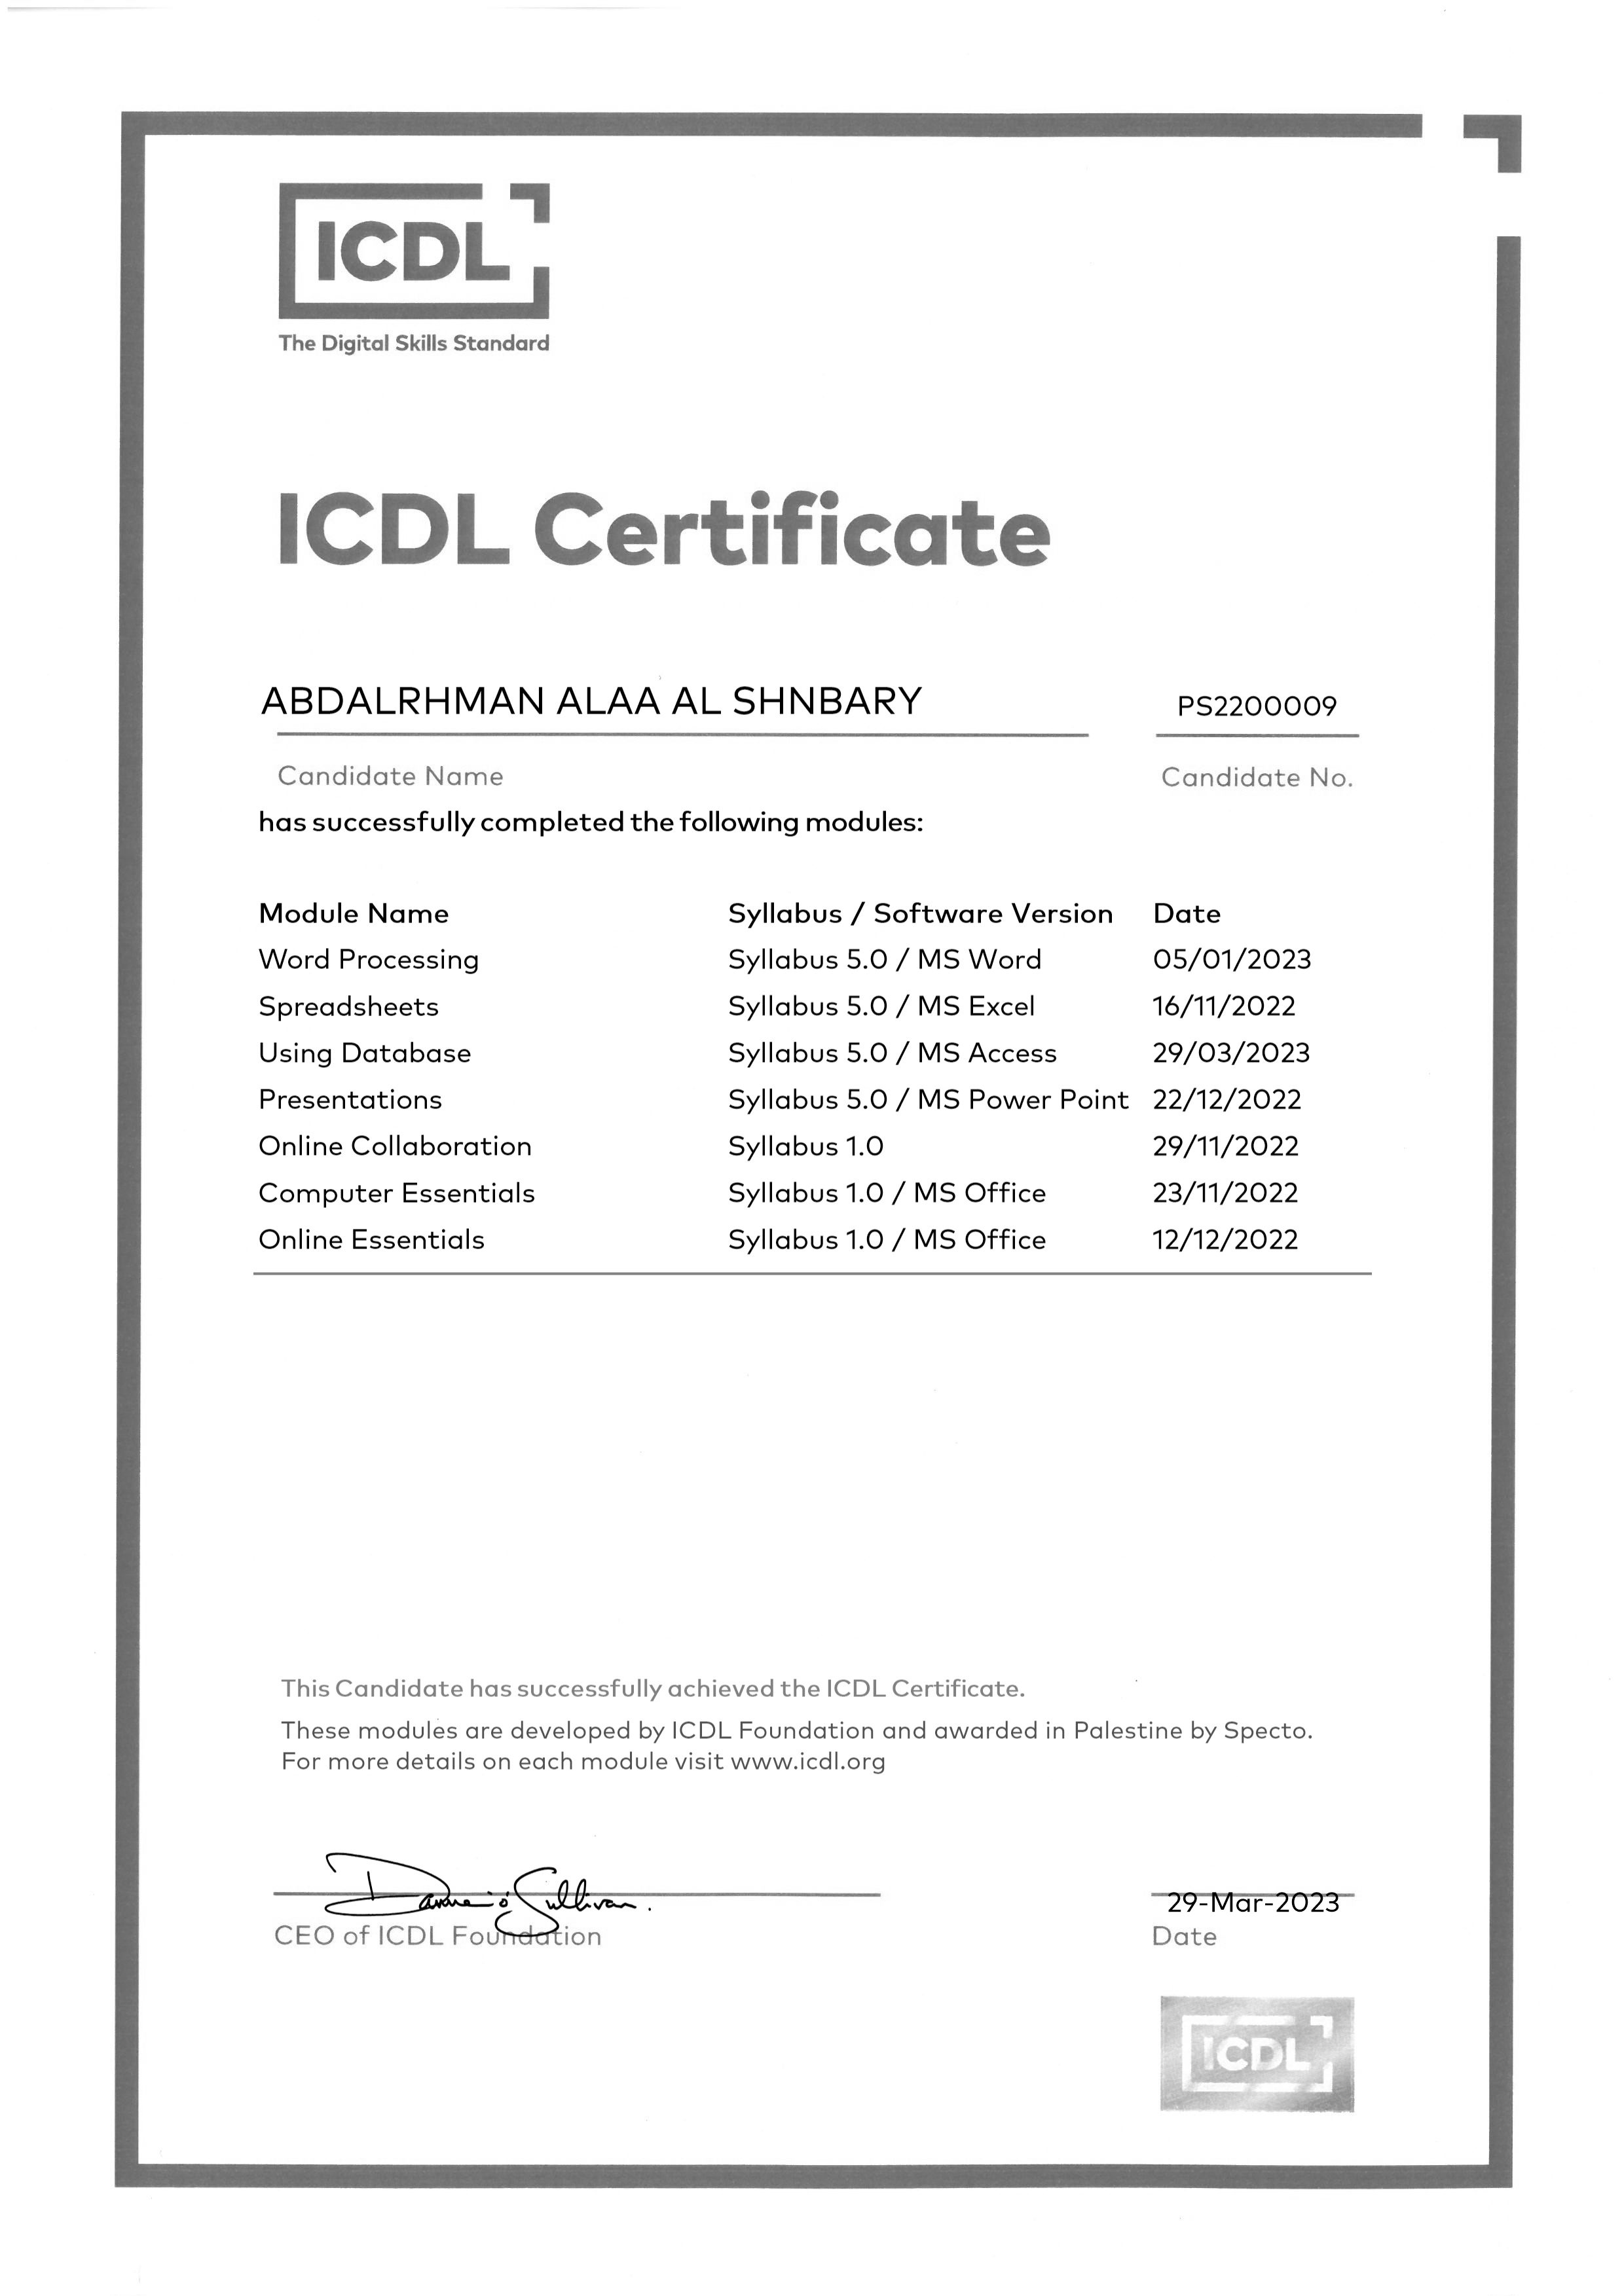 ICDL
The Digital Skills Standard
ICDL Certificate
ABDALRHMAN ALAA AL SHNBARY PS2200009
Candidate Name Candidate No.
has successfully completed the following modules:
Module Name Syllabus / Software Version Date
Word Processing Syllabus 5.0 / MS Word 05/01/2023
Spreadsheets Syllabus 5.0 / MS Excel 16/11/2022
Using Database Syllabus 5.0 / MS Access 29/03/2023
Presentations Syllabus 5.0 / MS Power Point 22/12/2022
Online Collaboration Syllabus 1.0 29/11/2022
Computer Essentials Syllabus 1.0 / MS Office 23/11/2022
Online Essentials Syllabus 1.0 / MS Office 12/12/2022
This Candidate has successfully achieved the ICDL Certificate.
These modules are developed by ICDL Foundation and awarded in Palestine by Specto.
For more details on each module visit www.icdl.org
O'Sullivan. 29-Mar-2023
CEO of ICDL Foundation Date
ICDL